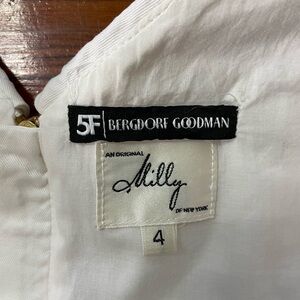 5F BERGDORF GOODMAN
AN ORIGINAL
Milly
OF NEW YORK
4